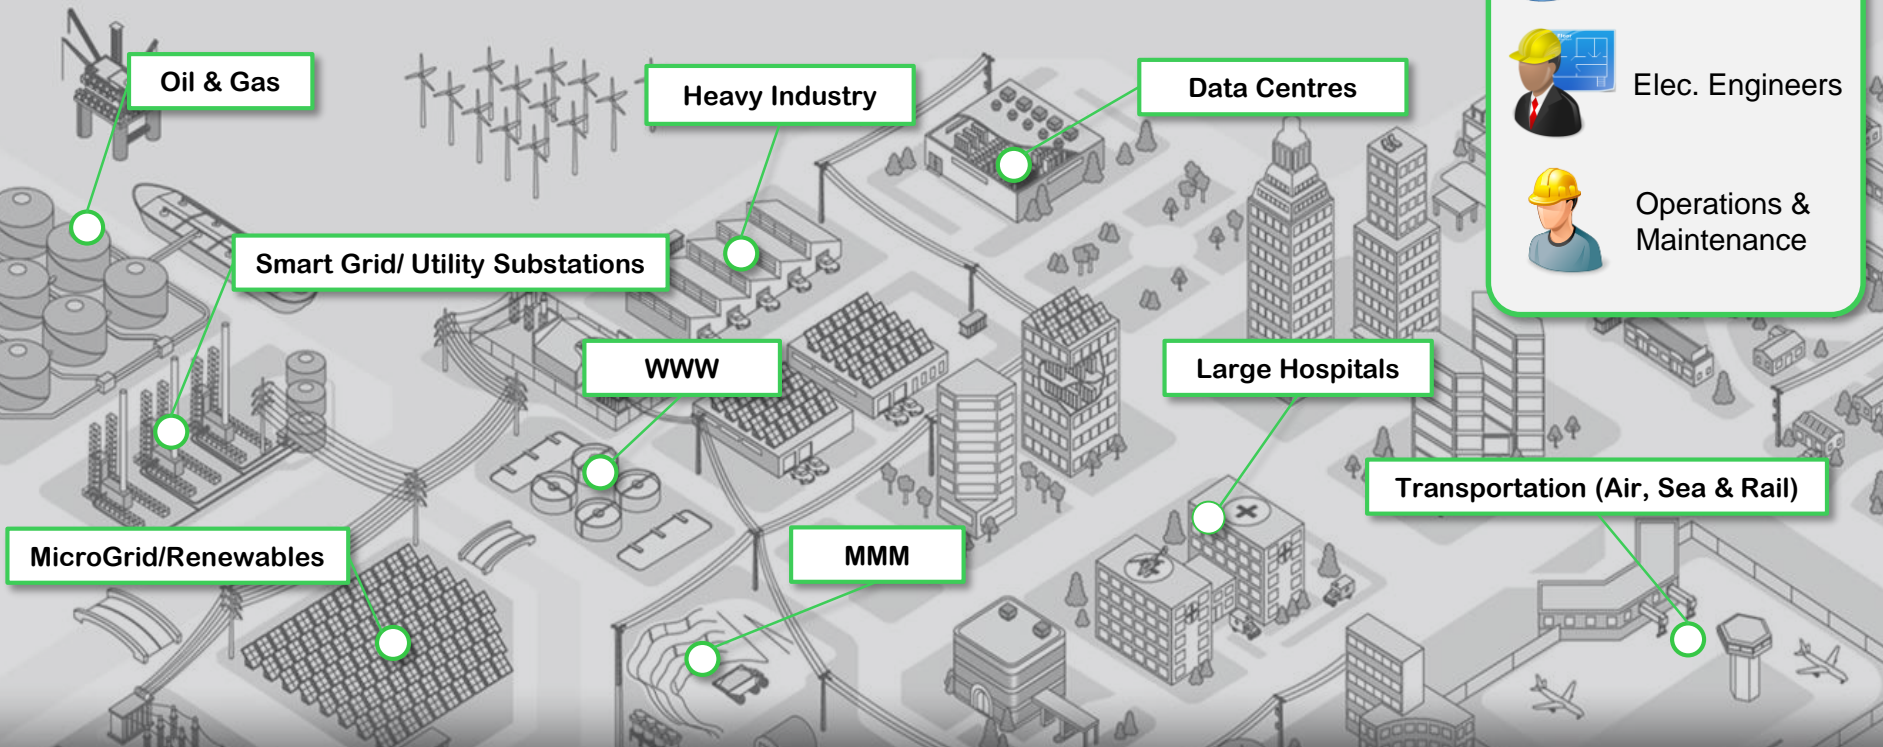 Oil & Gas
Heavy Industry
Data Centres
Elec. Engineers
Operations &
Maintenance
Smart Grid/ Utility Substations
WWW
Large Hospitals
Transportation (Air, Sea & Rail)
MicroGrid/Renewables
MMM